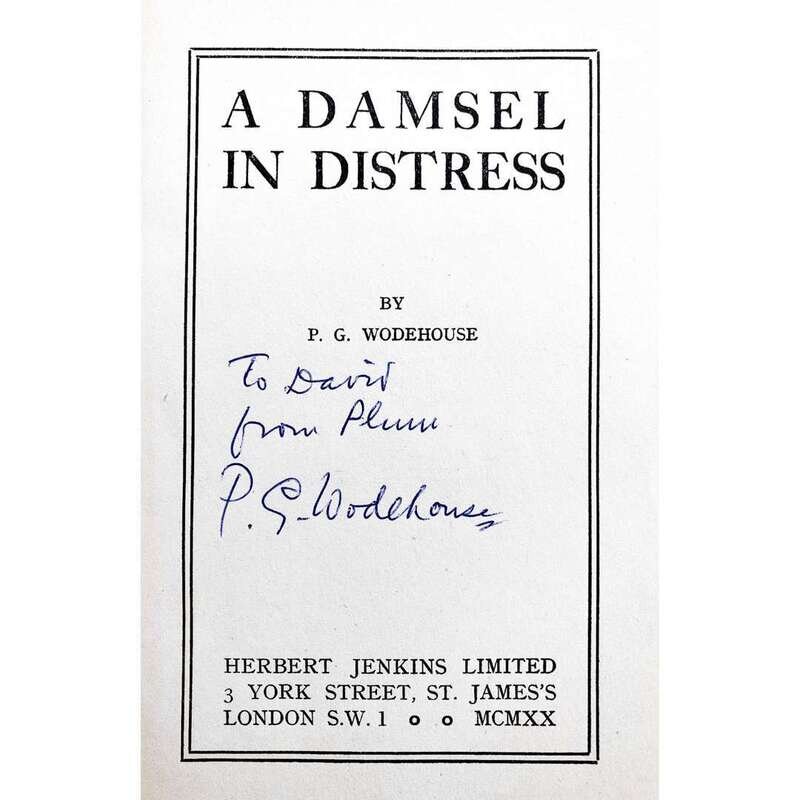 A DAMSEL
IN DISTRESS
BY
P. G. WODEHOUSE
To David
from Plum
P. G. Wodehouse
HERBERT JENKINS LIMITED
3 YORK STREET, ST. JAMES'S
LONDON S.W. 1 o o MCMXX